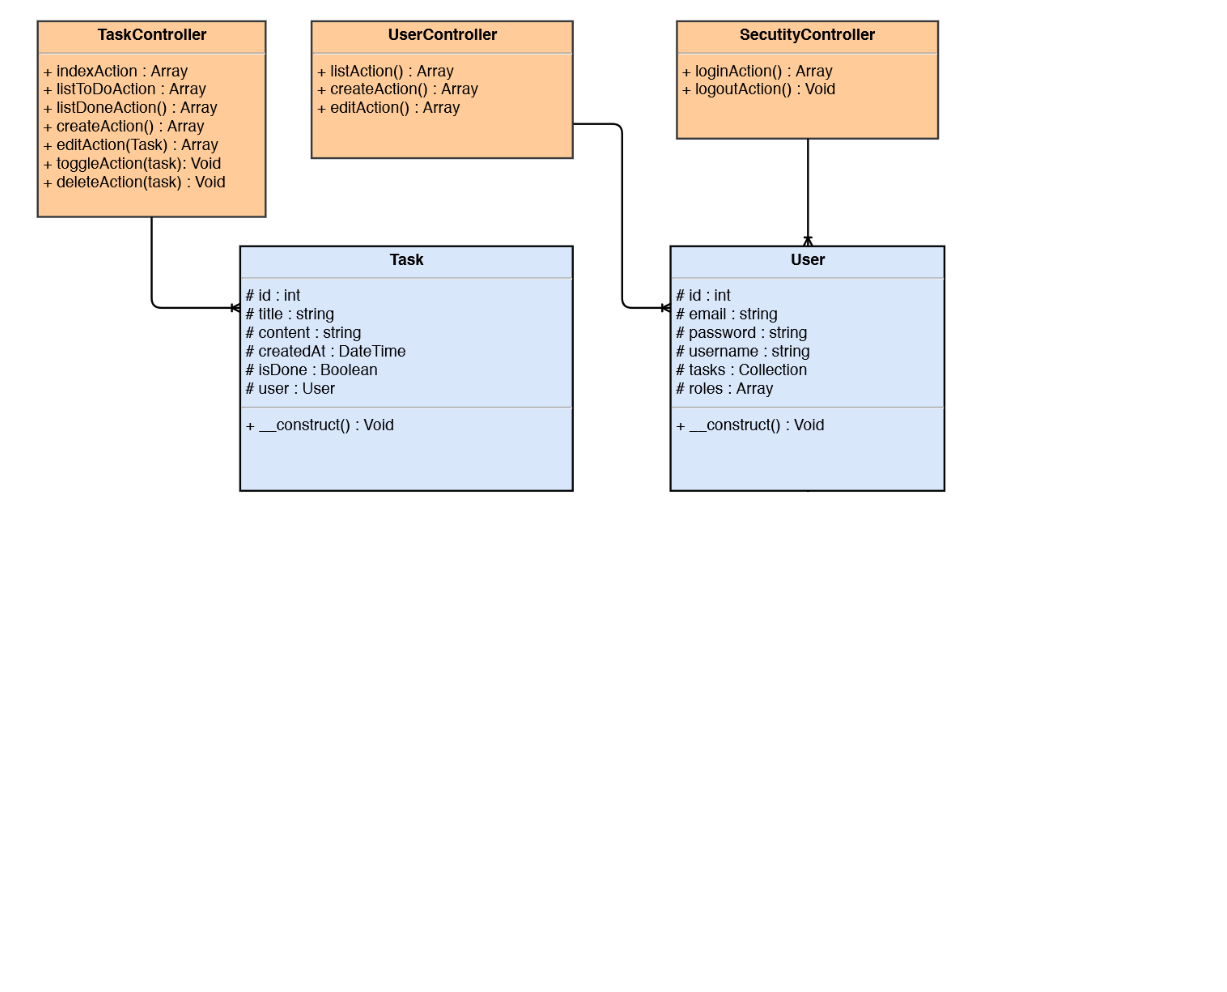 TaskController
+ indexAction : Array
+ listToDoAction : Array
+ listDoneAction() : Array
+ createAction() : Array
+ editAction(Task) : Array
+ toggleAction(task): Void
+ deleteAction(task) : Void
UserController
+ listAction() : Array
+ createAction() : Array
+ editAction() : Array
SecutityController
+ loginAction() : Array
+ logoutAction() : Void
Task
# id : int
# title : string
# content : string
# createdAt : DateTime
# isDone : Boolean
# user : User
+ __construct() : Void
User
# id : int
# email : string
# password : string
# username : string
# tasks : Collection
# roles : Array
+ __construct() : Void